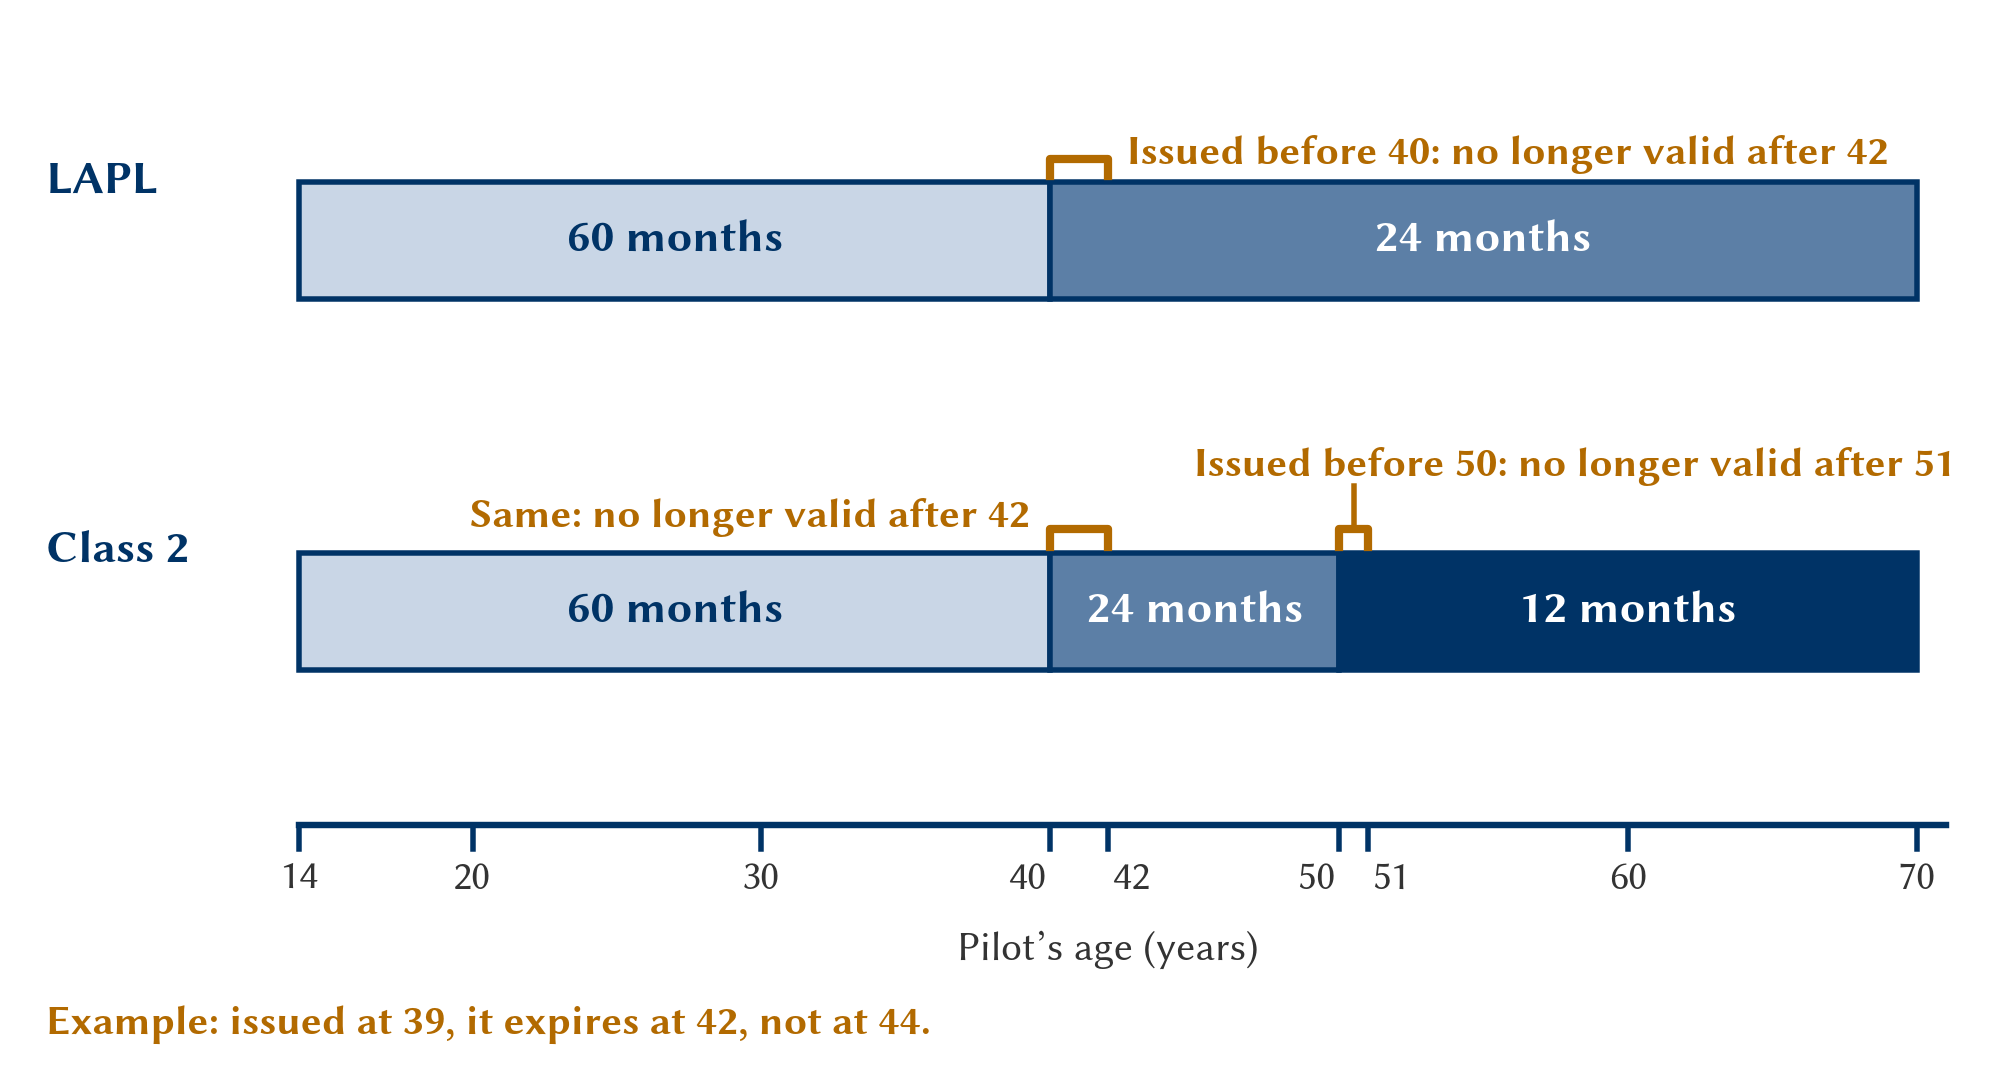 Issued before 40: no longer valid after 42
LAPL
60 months
24 months
Issued before 50: no longer valid after 51
Same: no longer valid after 42
Class 2
60 months
24 months
12 months
14
20
30
40
42
50
51
60
70
Pilot’s age (years)
Example: issued at 39, it expires at 42, not at 44.